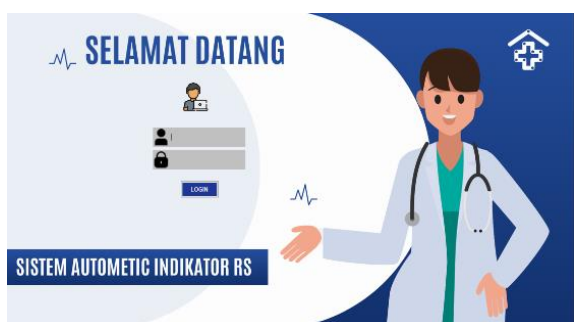 SELAMAT DATANG
LOGIN
SISTEM AUTOMETIC INDIKATOR RS